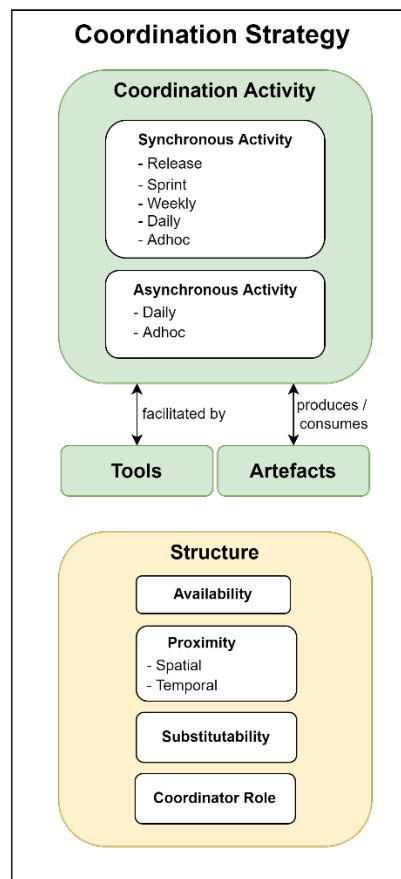 Coordination Strategy
Coordination Activity
Synchronous Activity
- Release
- Sprint
- Weekly
- Daily
- Adhoc
Asynchronous Activity
- Daily
- Adhoc
facilitated by
produces /
consumes
Tools
Artefacts
Structure
Availability
Proximity
- Spatial
- Temporal
Substitutability
Coordinator Role